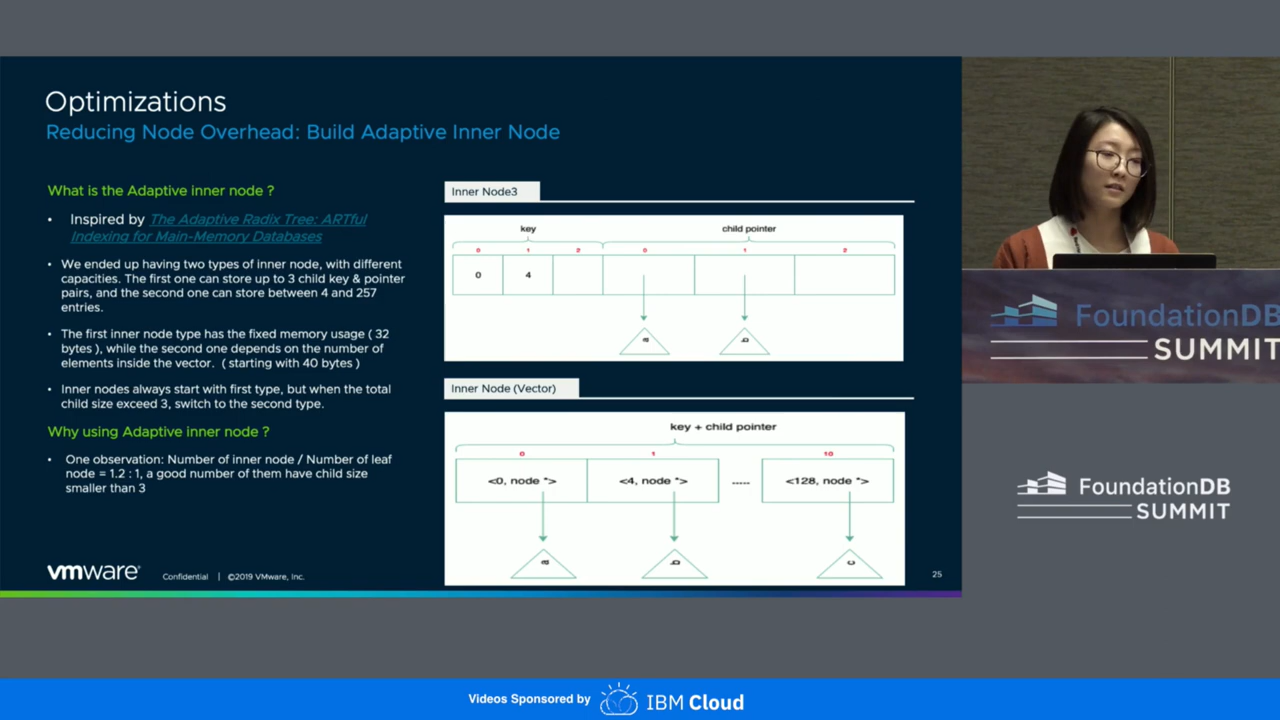 Optimizations
Reducing Node Overhead: Build Adaptive Inner Node
What is the Adaptive inner node ?
• Inspired by The Adaptive Radix Tree: ARTful
Indexing for Main-Memory Databases
• We ended up having two types of inner node, with different
capacities. The first one can store up to 3 child key & pointer
pairs, and the second one can store between 4 and 257
entries.
• The first inner node type has the fixed memory usage ( 32
bytes ), while the second one depends on the number of
elements inside the vector. ( starting with 40 bytes )
• Inner nodes always start with first type, but when the total
child size exceed 3, switch to the second type.
Why using Adaptive inner node ?
• One observation: Number of inner node / Number of leaf
node = 1.2 : 1, a good number of them have child size
smaller than 3
Inner Node3
key child pointer
0 1 2 0 1 2
0 4
a b
Inner Node (Vector)
key + child pointer
0 1 10
<0, node *> <4, node *> ..... <128, node *>
a b c
vmware Confidential | ©2019 VMware, Inc.
25
FoundationDB
SUMMIT
FoundationDB
SUMMIT
Videos Sponsored by IBM Cloud